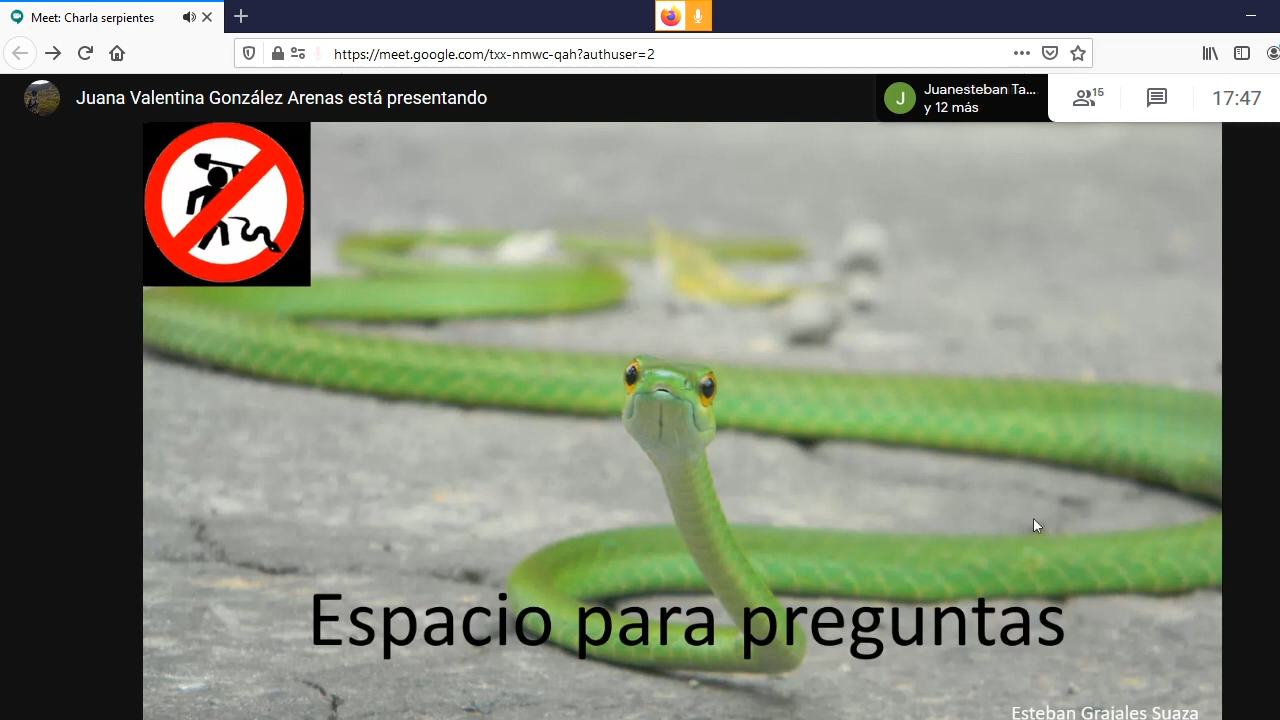 Meet: Charla serpientes
https://meet.google.com/txx-nmwc-qah?authuser=2
Juana Valentina González Arenas está presentando
J
Juanesteban Ta...
y 12 más
15
17:47
Espacio para preguntas
Esteban Grajales Suaza